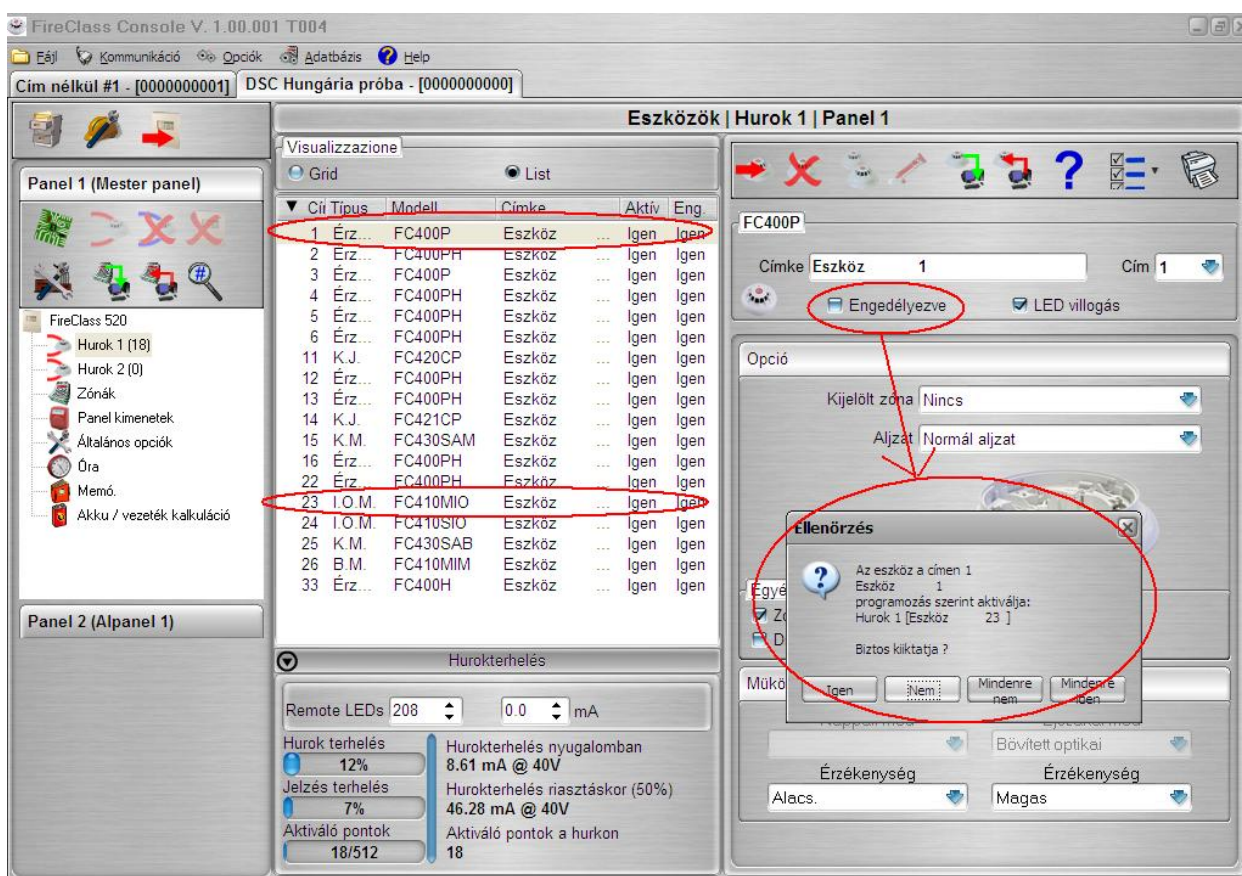 FireClass Console V. 1.00.001 T004
Fájl Kommunikáció Opciók Adatbázis Help
Cím nélkül #1 - [0000000001] DSC Hungária próba - [0000000000]
Eszközök | Hurok 1 | Panel 1
Panel 1 (Mester panel)
FireClass 520
Hurok 1 (18)
Hurok 2 (0)
Zónák
Panel kimenetek
Általános opciók
Óra
Memó.
Akku / vezeték kalkuláció
Panel 2 (Alpanel 1)
Visualizzazione
Grid List
Típus Modell Címke Aktív Eng.
1 Érz... FC400P Eszköz ... Igen Igen
2 Érz... FC400PH Eszköz ... Igen Igen
3 Érz... FC400P Eszköz ... Igen Igen
4 Érz... FC400PH Eszköz ... Igen Igen
5 Érz... FC400PH Eszköz ... Igen Igen
6 Érz... FC400PH Eszköz ... Igen Igen
11 K.J. FC420CP Eszköz ... Igen Igen
12 Érz... FC400PH Eszköz ... Igen Igen
13 Érz... FC400PH Eszköz ... Igen Igen
14 K.J. FC421CP Eszköz ... Igen Igen
15 K.M. FC430SAM Eszköz ... Igen Igen
16 Érz... FC400PH Eszköz ... Igen Igen
22 Érz... FC400PH Eszköz ... Igen Igen
23 I.O.M. FC410MIO Eszköz ... Igen Igen
24 I.O.M. FC410SIO Eszköz ... Igen Igen
25 K.M. FC430SAB Eszköz ... Igen Igen
26 B.M. FC410MIM Eszköz ... Igen Igen
33 Érz... FC400H Eszköz ... Igen Igen
Hurokterhelés
Remote LEDs 208 0.0 mA
Hurok terhelés
12%
Hurokterhelés nyugalomban
8.61 mA @ 40V
Jelzés terhelés
7%
Hurokterhelés riasztáskor (50%)
46.28 mA @ 40V
Aktiváló pontok
18/512
Aktiváló pontok a hurkon
18
FC400P
Címke Eszköz 1 Cím 1
Engedélyezve LED villogás
Opció
Kijelölt zóna Nincs
Aljzat Normál aljzat
Ellenőrzés
Az eszköz a címen 1
Eszköz 1
programozás szerint aktiválja:
Hurok 1 [Eszköz 23 ]
Biztos kiiktatja ?
Igen Nem Mindenre nem Mindenre
Bővített optikai
Érzékenység Érzékenység
Alacs. Magas